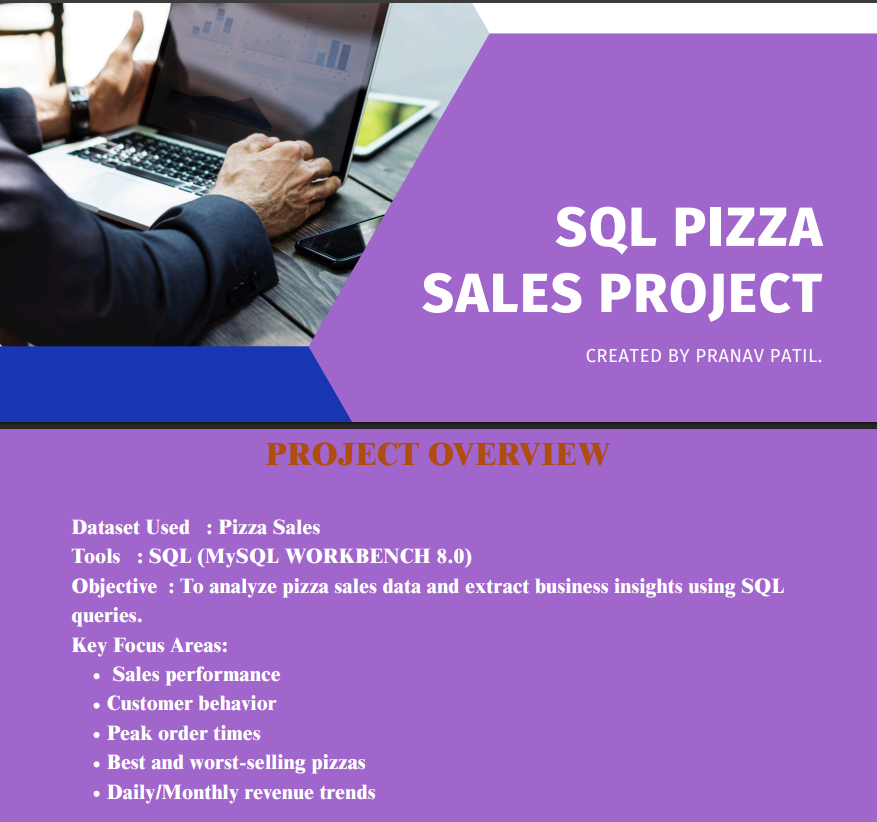 SQL PIZZA
SALES PROJECT
CREATED BY PRANAV PATIL.
PROJECT OVERVIEW
Dataset Used : Pizza Sales
Tools : SQL (MySQL WORKBENCH 8.0)
Objective : To analyze pizza sales data and extract business insights using SQL
queries.
Key Focus Areas:
• Sales performance
• Customer behavior
• Peak order times
• Best and worst-selling pizzas
• Daily/Monthly revenue trends